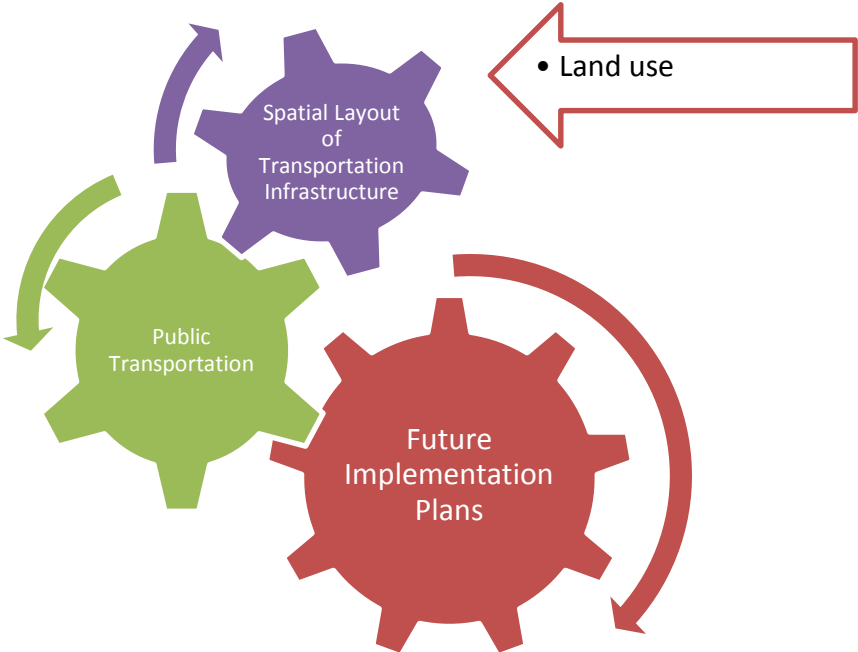 • Land use
Spatial Layout
of
Transportation
Infrastructure
Public
Transportation
Future
Implementation
Plans